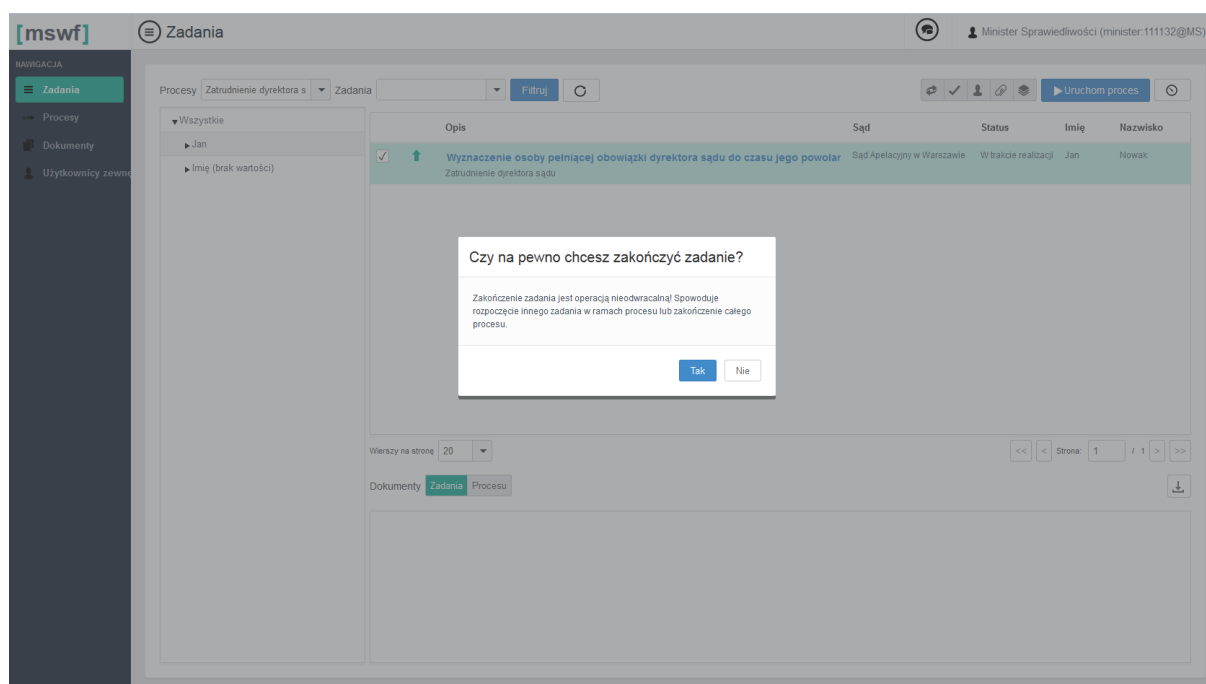 [mswf]
Zadania
Minister Sprawiedliwości (minister:111132@MS)
NAWIGACJA
Zadania
Procesy
Dokumenty
Użytkownicy zewnę
Procesy Zatrudnienie dyrektora s Zadania Filtruj Uruchom proces
Wszystkie
Jan
Imię (brak wartości)
Opis Sąd Status Imię Nazwisko
Wyznaczenie osoby pełniącej obowiązki dyrektora sądu do czasu jego powołar Sąd Apelacyjny w Warszawie W trakcie realizacji Jan Nowak
Zatrudnienie dyrektora sądu
Czy na pewno chcesz zakończyć zadanie?
Zakończenie zadania jest operacją nieodwracalną! Spowoduje
rozpoczęcie innego zadania w ramach procesu lub zakończenie całego
procesu.
Tak Nie
Wierszy na stronę 20 << < Strona: 1 / 1 > >>
Dokumenty Zadania Procesu